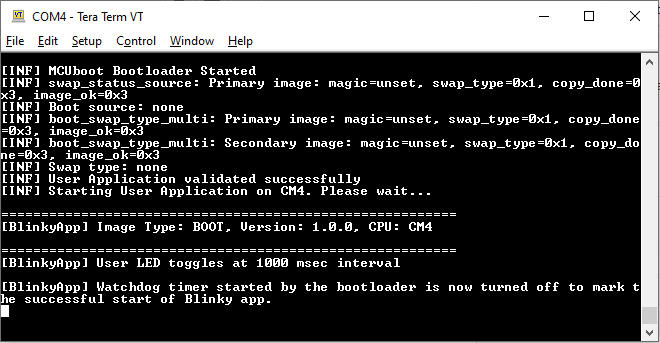 COM4 - Tera Term VT
File Edit Setup Control Window Help
[INF] MCUboot Bootloader Started
[INF] swap_status_source: Primary image: magic=unset, swap_type=0x1, copy_done=0
x3, image_ok=0x3
[INF] Boot source: none
[INF] boot_swap_type_multi: Primary image: magic=unset, swap_type=0x1, copy_done
=0x3, image_ok=0x3
[INF] boot_swap_type_multi: Secondary image: magic=unset, swap_type=0x1, copy_do
ne=0x3, image_ok=0x3
[INF] Swap type: none
[INF] User Application validated successfully
[INF] Starting User Application on CM4. Please wait...
=========================================================
[BlinkyApp] Image Type: BOOT, Version: 1.0.0, CPU: CM4
=========================================================
[BlinkyApp] User LED toggles at 1000 msec interval
[BlinkyApp] Watchdog timer started by the bootloader is now turned off to mark t
he successful start of Blinky app.